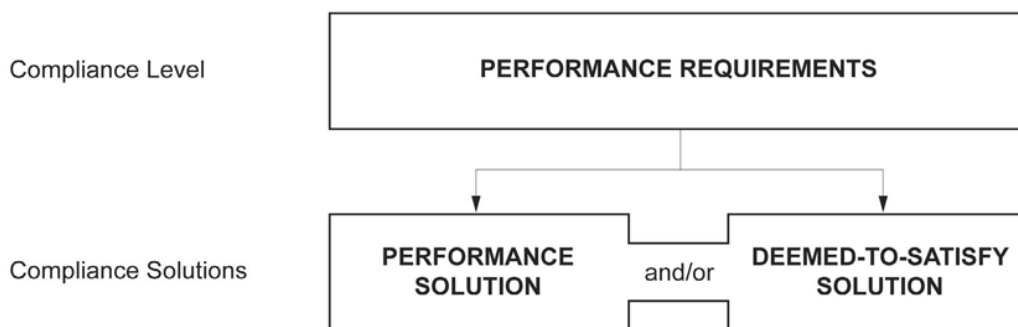 Compliance Level
PERFORMANCE REQUIREMENTS
Compliance Solutions
PERFORMANCE
SOLUTION
and/or
DEEMED-TO-SATISFY
SOLUTION